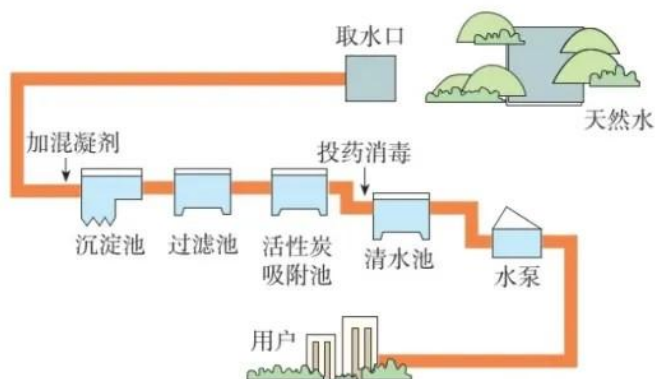 取水口
天然水
加混凝剂
投药消毒
沉淀池
过滤池
活性炭
吸附池
清水池
水泵
用户